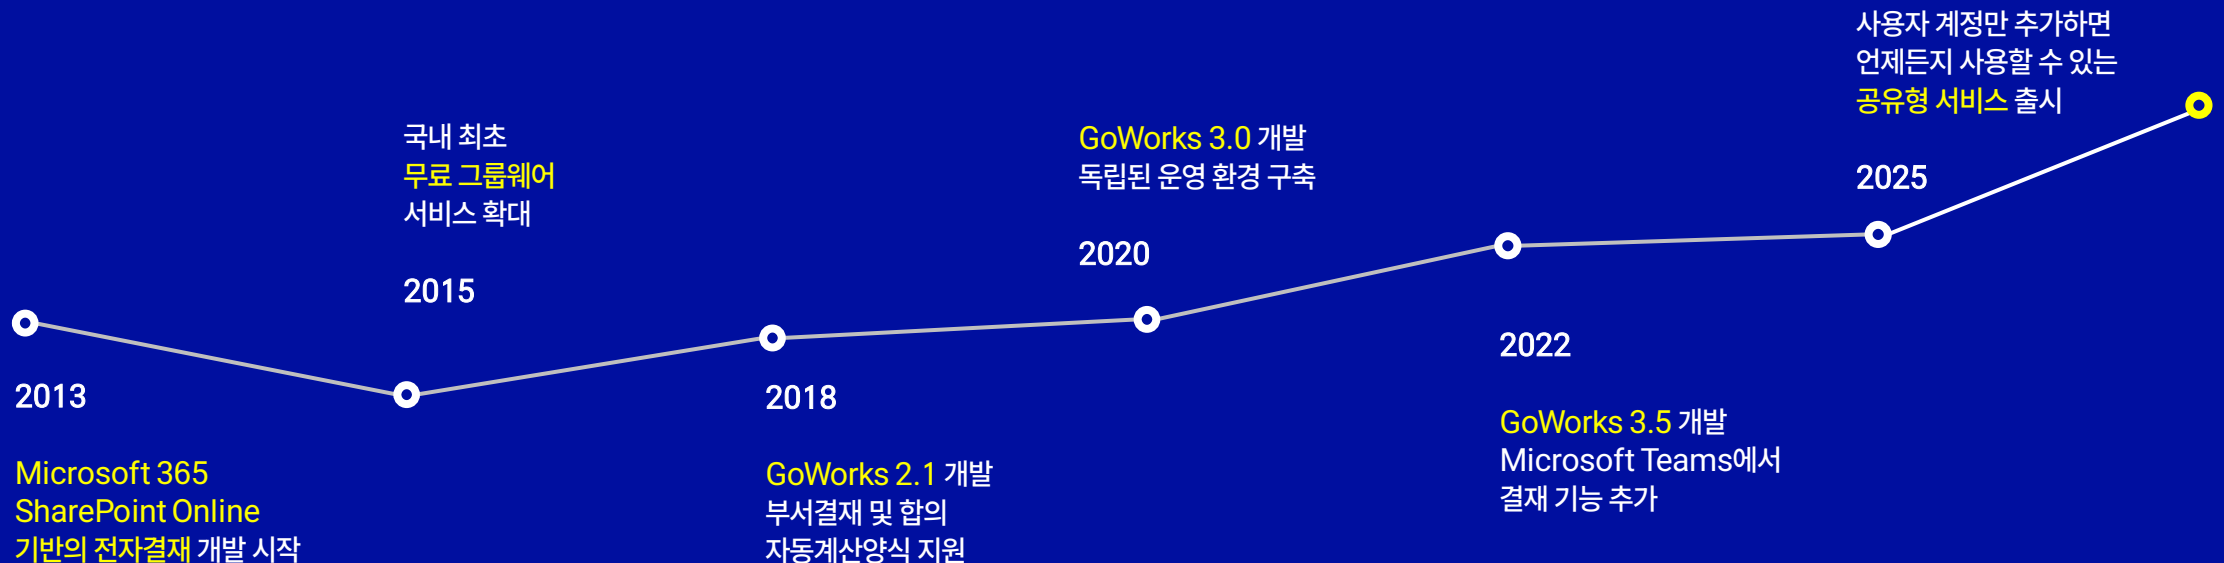 2013
Microsoft 365
SharePoint Online
기반의 전자결재 개발 시작
국내 최초
무료 그룹웨어
서비스 확대
2015
2018
GoWorks 2.1 개발
부서결재 및 합의
자동계산양식 지원
GoWorks 3.0 개발
독립된 운영 환경 구축
2020
2022
GoWorks 3.5 개발
Microsoft Teams에서
결재 기능 추가
사용자 계정만 추가하면
언제든지 사용할 수 있는
공유형 서비스 출시
2025